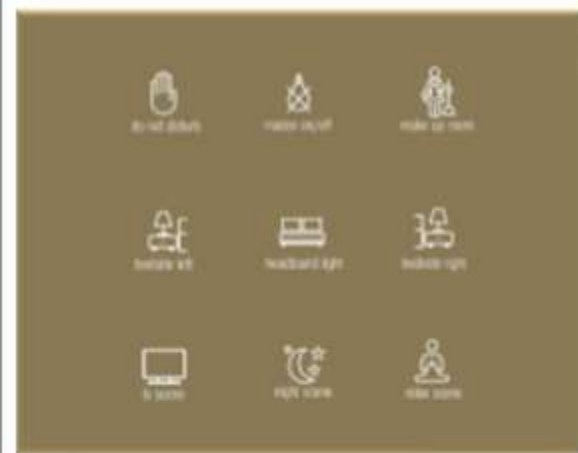 do not disturb
master on/off
make up room
bedside left
headboard light
bedside right
tv scene
night scene
relax scene